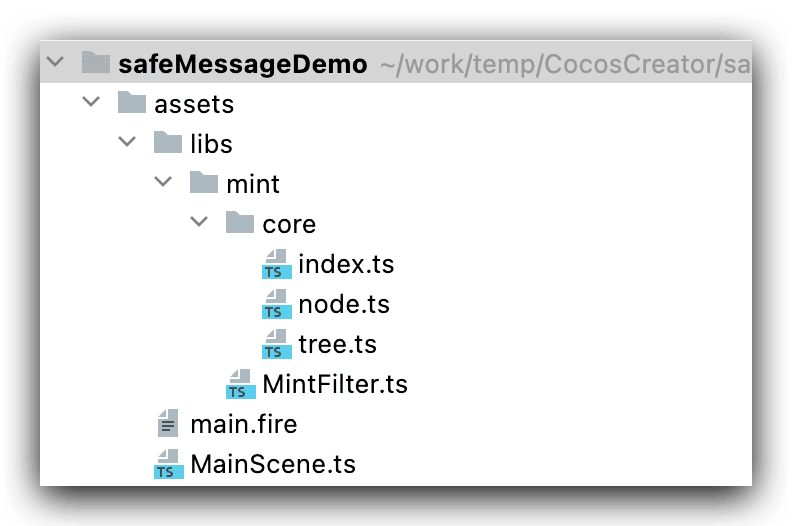 safeMessageDemo ~/work/temp/CocosCreator/sa
assets
libs
mint
core
TS index.ts
TS node.ts
TS tree.ts
TS MintFilter.ts
main.fire
TS MainScene.ts